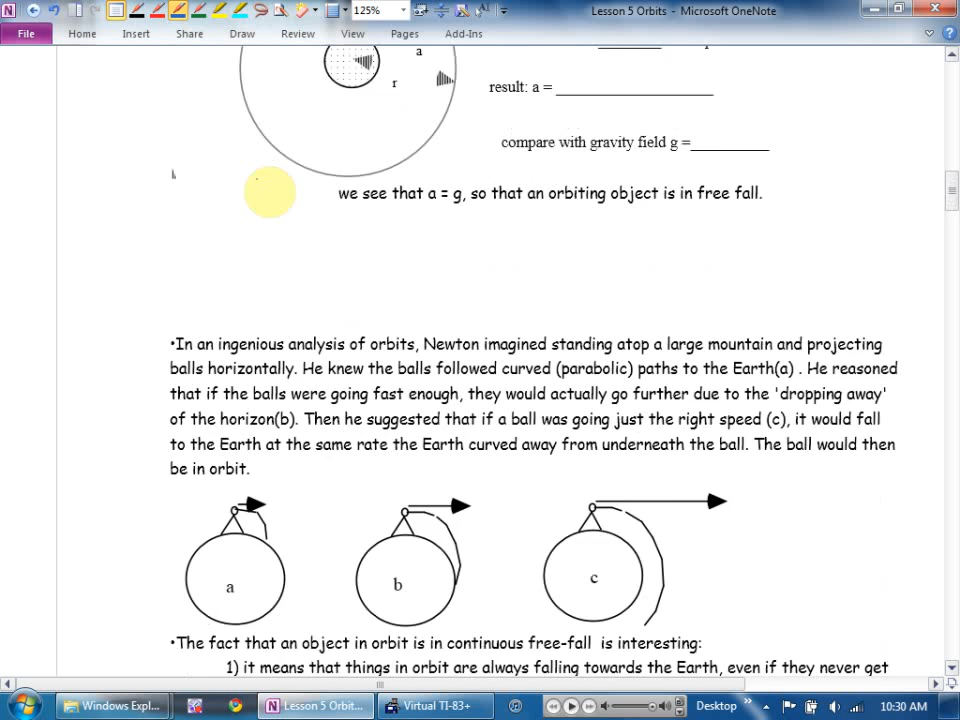 125%
Lesson 5 Orbits - Microsoft OneNote
File Home Insert Share Draw Review View Pages Add-Ins
a
r
result: a = ____________________
compare with gravity field g =__________
we see that a = g, so that an orbiting object is in free fall.
•In an ingenious analysis of orbits, Newton imagined standing atop a large mountain and projecting
balls horizontally. He knew the balls followed curved (parabolic) paths to the Earth(a) . He reasoned
that if the balls were going fast enough, they would actually go further due to the 'dropping away'
of the horizon(b). Then he suggested that if a ball was going just the right speed (c), it would fall
to the Earth at the same rate the Earth curved away from underneath the ball. The ball would then
be in orbit.
a b c
•The fact that an object in orbit is in continuous free-fall is interesting:
1) it means that things in orbit are always falling towards the Earth, even if they never get
Windows Expl... Lesson 5 Orbit... Virtual TI-83+ Desktop 10:30 AM